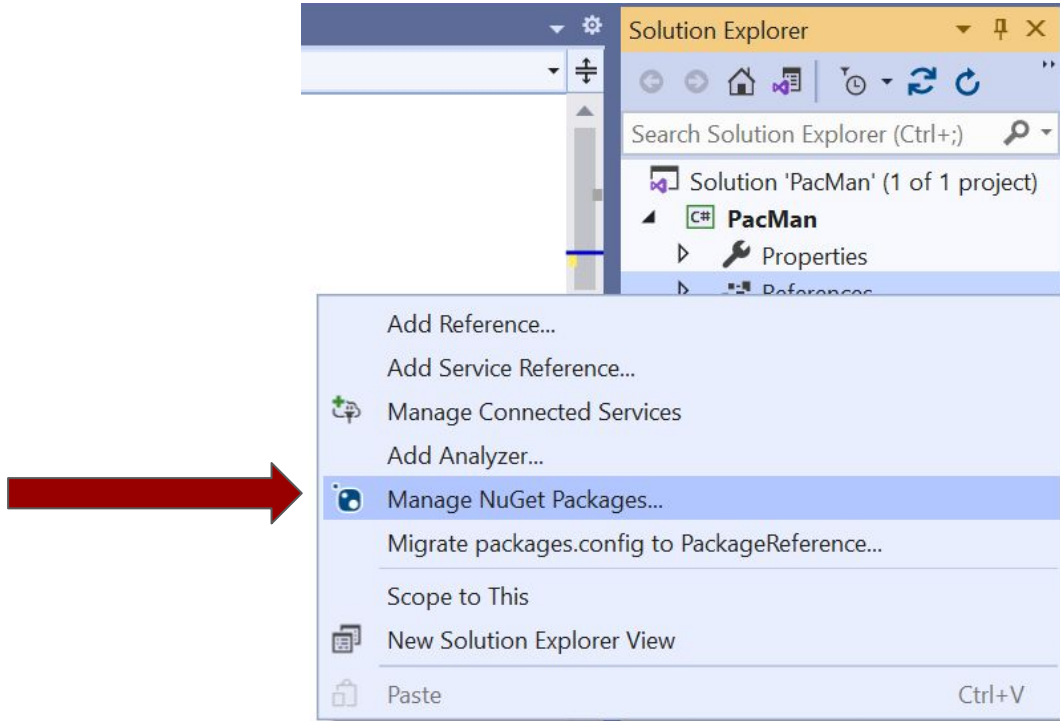 Solution Explorer
Search Solution Explorer (Ctrl+;)
Solution 'PacMan' (1 of 1 project)
C# PacMan
Properties
References
Add Reference...
Add Service Reference...
Manage Connected Services
Add Analyzer...
Manage NuGet Packages...
Migrate packages.config to PackageReference...
Scope to This
New Solution Explorer View
Paste Ctrl+V